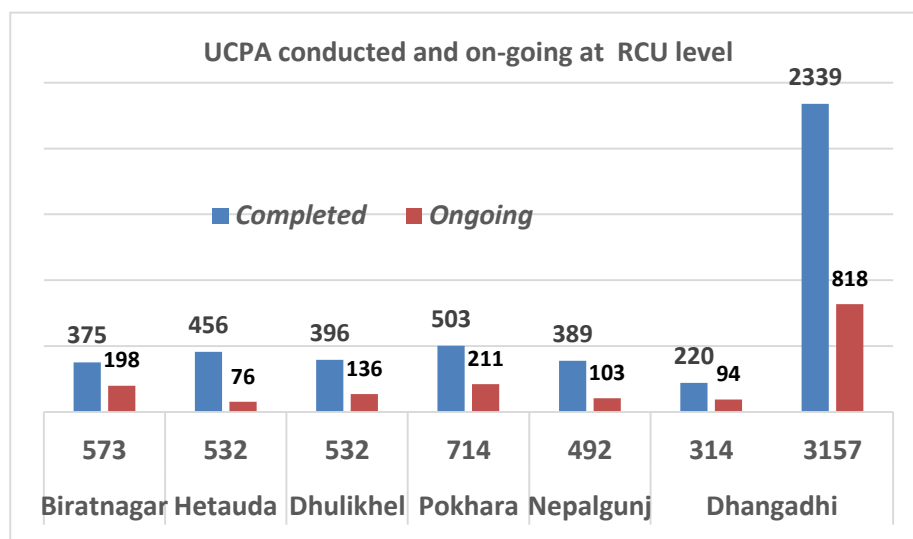 UCPA conducted and on-going at RCU level
2339
Completed Ongoing
818
375 198 456 76 396 136 503 211 389 103 220 94
573 532 532 714 492 314 3157
Biratnagar Hetauda Dhulikhel Pokhara Nepalgunj Dhangadhi